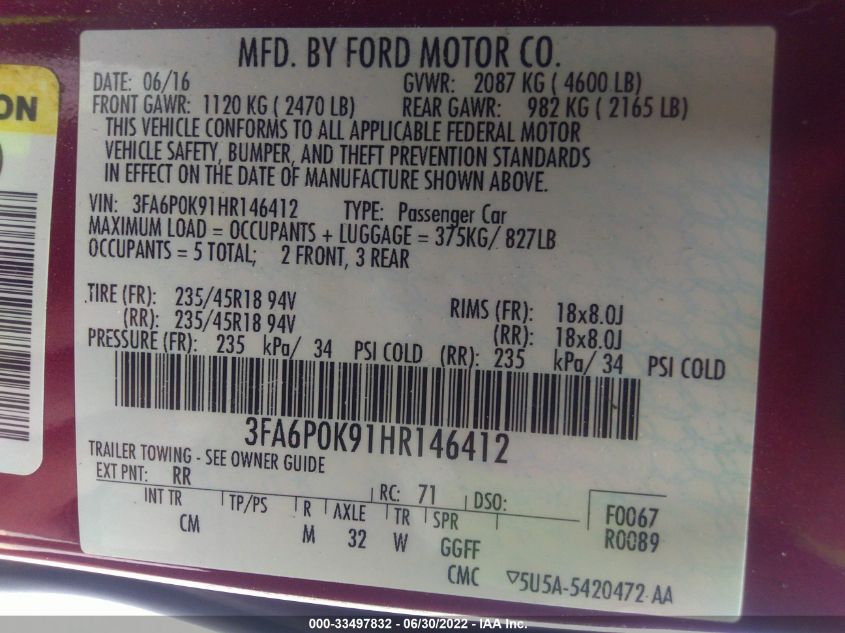 MFD. BY FORD MOTOR CO.
DATE: 06/16 GVWR: 2087 KG ( 4600 LB)
FRONT GAWR: 1120 KG ( 2470 LB) REAR GAWR: 982 KG ( 2165 LB)
THIS VEHICLE CONFORMS TO ALL APPLICABLE FEDERAL MOTOR
VEHICLE SAFETY, BUMPER, AND THEFT PREVENTION STANDARDS
IN EFFECT ON THE DATE OF MANUFACTURE SHOWN ABOVE.
VIN: 3FA6P0K91HR146412 TYPE: Passenger Car
MAXIMUM LOAD = OCCUPANTS + LUGGAGE = 375KG/ 827LB
OCCUPANTS = 5 TOTAL; 2 FRONT, 3 REAR
TIRE (FR): 235/45R18 94V RIMS (FR): 18x8.0J
(RR): 235/45R18 94V (RR): 18x8.0J
PRESSURE (FR): 235 kPa/ 34 PSI COLD (RR): 235 kPa/ 34 PSI COLD
3FA6P0K91HR146412
TRAILER TOWING - SEE OWNER GUIDE
EXT PNT: RR RC: 71 DSO:
INT TR TP/PS R AXLE TR SPR F0067
CM M 32 W GGFF R0089
CMC 5U5A-5420472 AA
ON
000-33497832 - 06/30/2022 - IAA Inc.